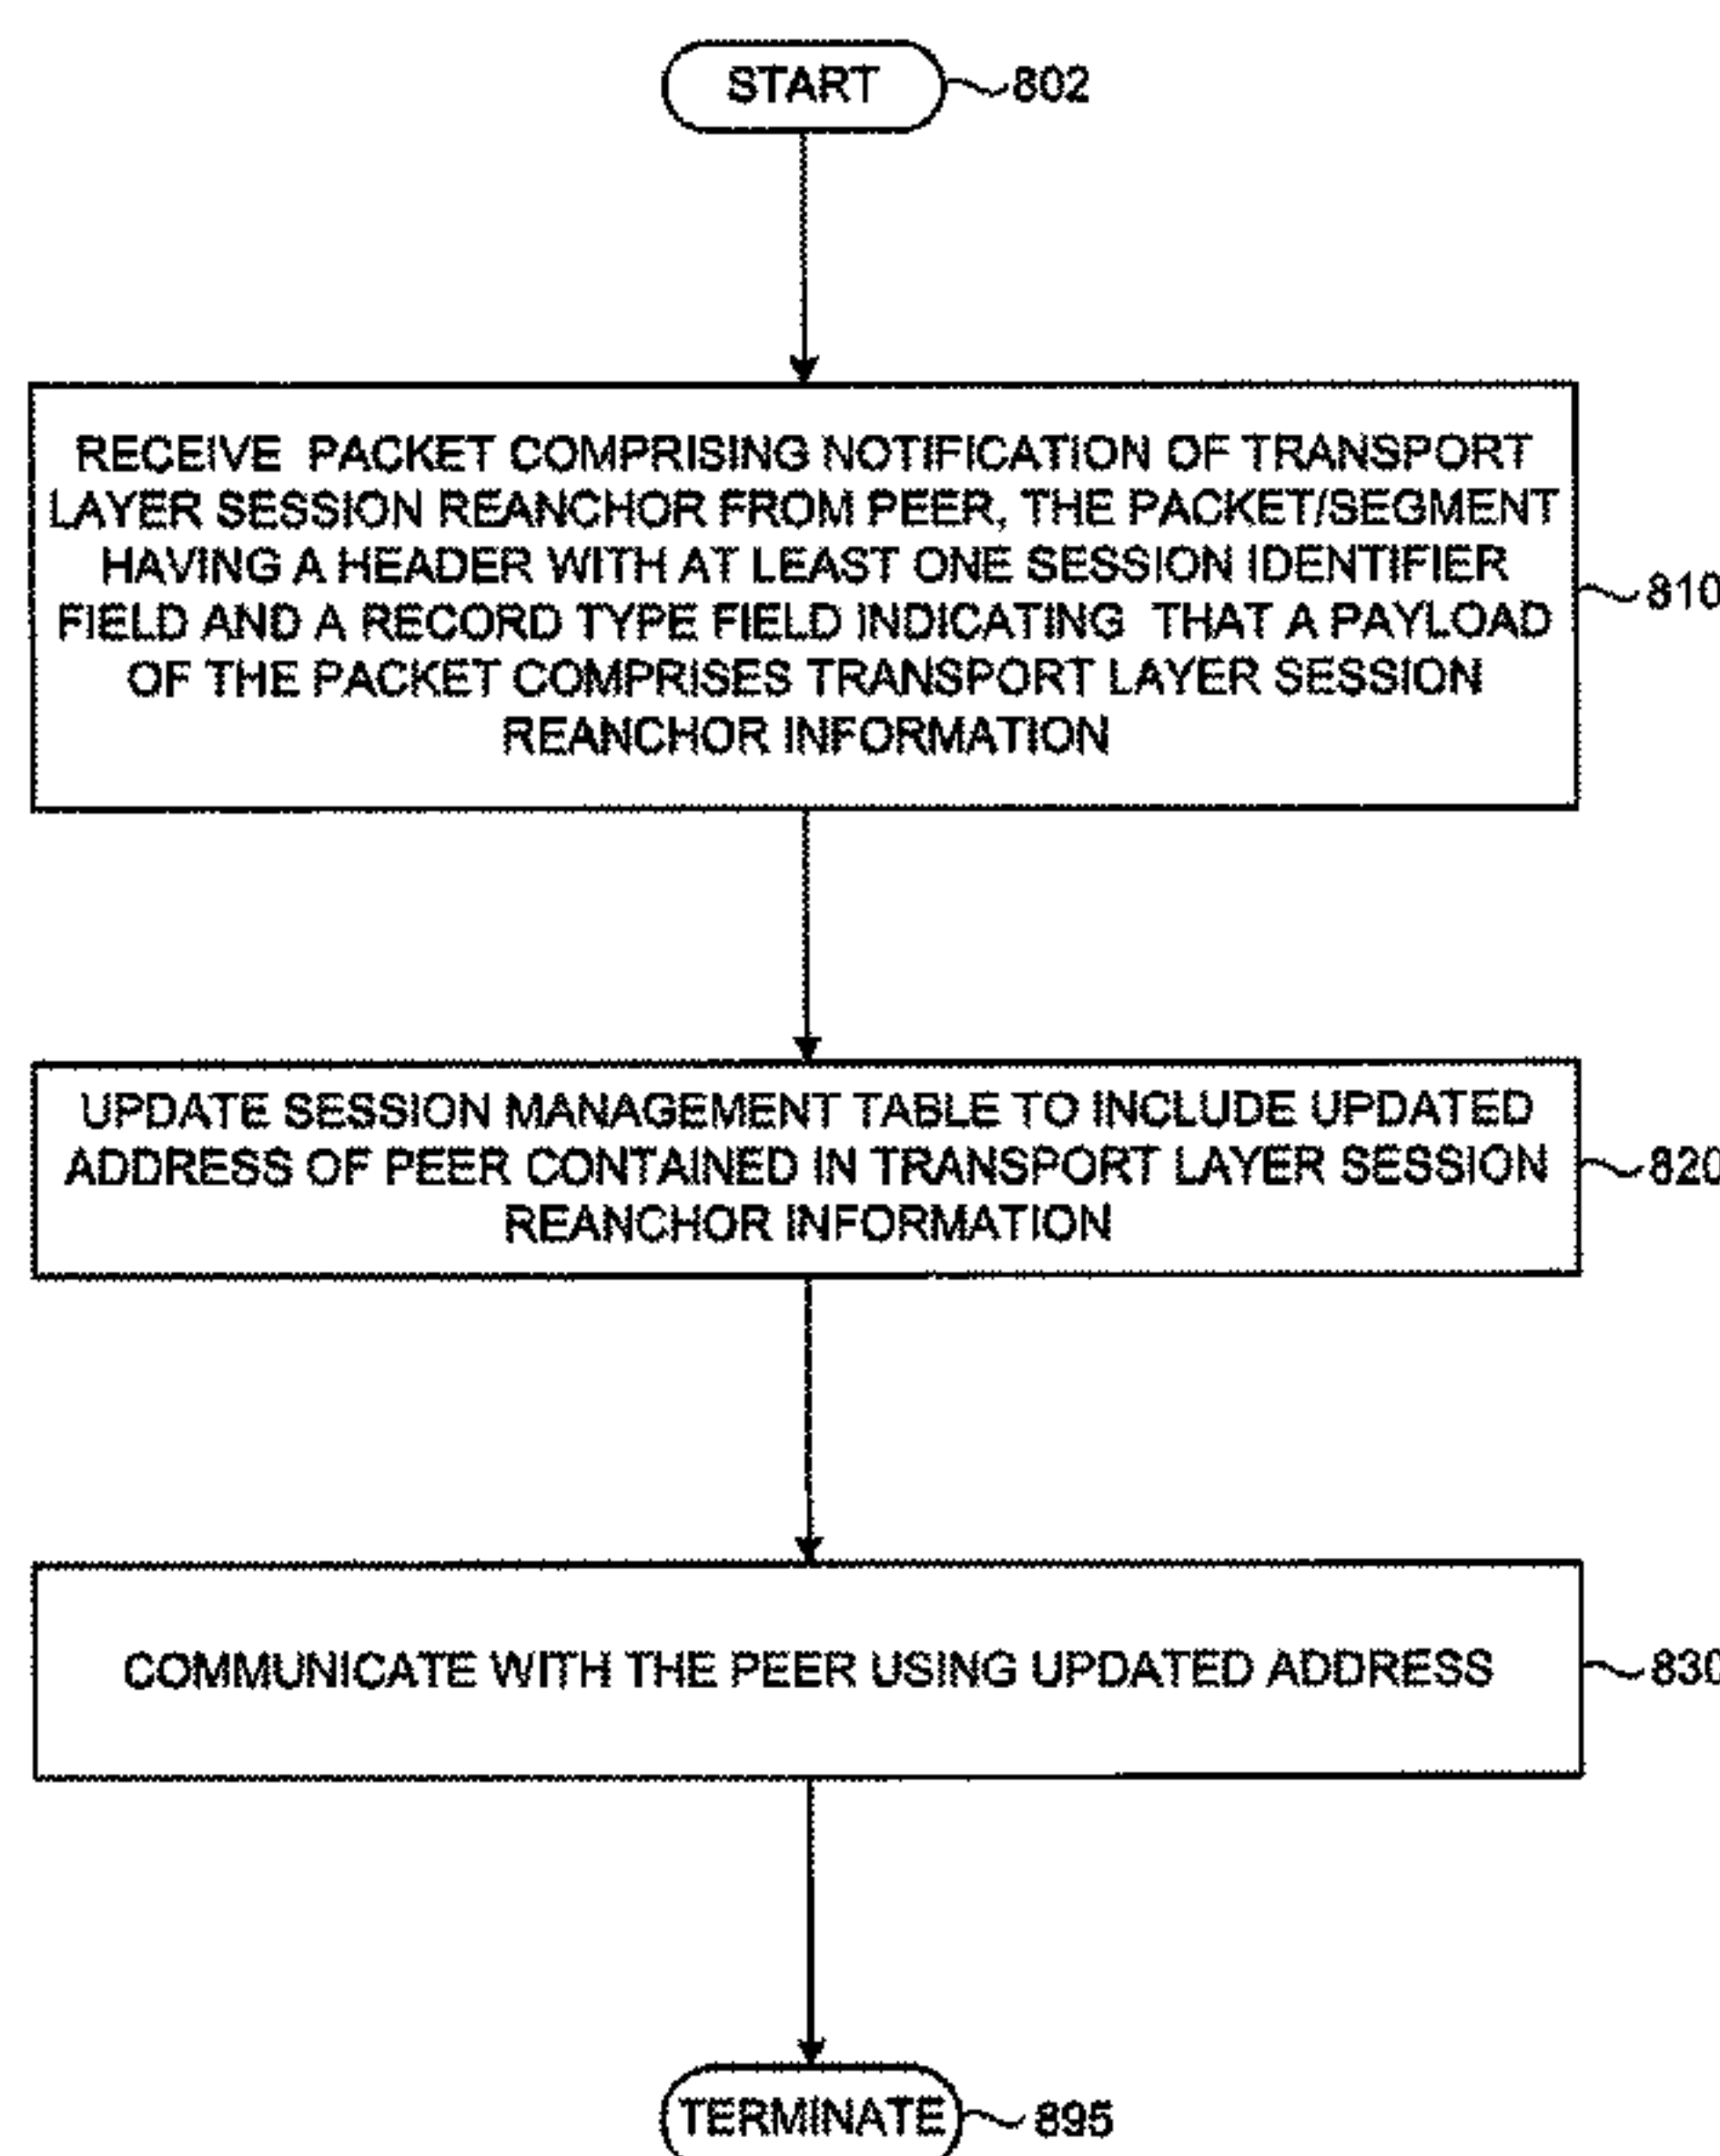 START
802
RECEIVE PACKET COMPRISING NOTIFICATION OF TRANSPORT
LAYER SESSION REANCHOR FROM PEER, THE PACKET/SEGMENT
HAVING A HEADER WITH AT LEAST ONE SESSION IDENTIFIER
FIELD AND A RECORD TYPE FIELD INDICATING THAT A PAYLOAD
OF THE PACKET COMPRISES TRANSPORT LAYER SESSION
REANCHOR INFORMATION
810
UPDATE SESSION MANAGEMENT TABLE TO INCLUDE UPDATED
ADDRESS OF PEER CONTAINED IN TRANSPORT LAYER SESSION
REANCHOR INFORMATION
820
COMMUNICATE WITH THE PEER USING UPDATED ADDRESS
830
TERMINATE
895